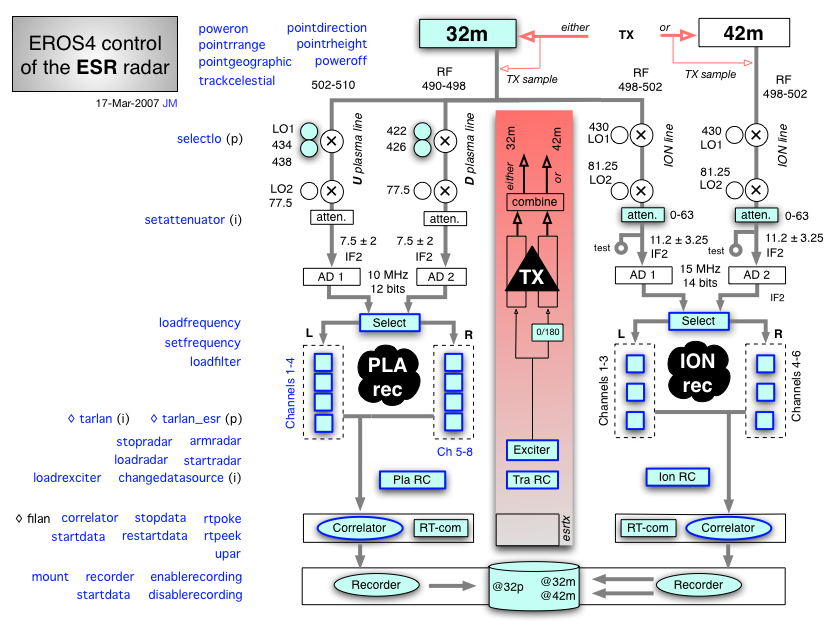 EROS4 control
of the ESR radar
17-Mar-2007 JM
poweron pointdirection
pointrrange pointrheight
pointgeographic poweroff
trackcelestial
32m
either
TX
or
42m
TX sample
TX sample
502-510
RF
490-498
RF
498-502
RF
498-502
selectlo (p)
LO1
434
438
U plasma line
422
426
D plasma line
32m
42m
either
or
430
LO1
ION line
430
LO1
ION line
LO2
77.5
77.5
81.25
LO2
81.25
LO2
combine
setattenuator (i)
atten.
atten.
atten.
0-63
atten.
0-63
7.5 ± 2
IF2
7.5 ± 2
IF2
test
11.2 ± 3.25
IF2
test
11.2 ± 3.25
IF2
TX
AD 1
10 MHz
12 bits
AD 2
AD 1
15 MHz
14 bits
AD 2
IF2
loadfrequency
setfrequency
loadfilter
L
Select
R
0/180
L
Select
R
Channels 1-4
PLA
rec
Channels 1-3
ION
rec
Channels 4-6
◊ tarlan (i) ◊ tarlan_esr (p)
stopradar armradar
loadradar startradar
loadexciter changedatasource (i)
Ch 5-8
Exciter
Pla RC
Tra RC
Ion RC
◊ filan correlator stopdata rtpoke
startdata restartdata rtpeek
upar
Correlator
RT-com
esrtx
RT-com
Correlator
mount recorder enablerecording
startdata disablerecording
Recorder
@32p
@32m
@42m
Recorder